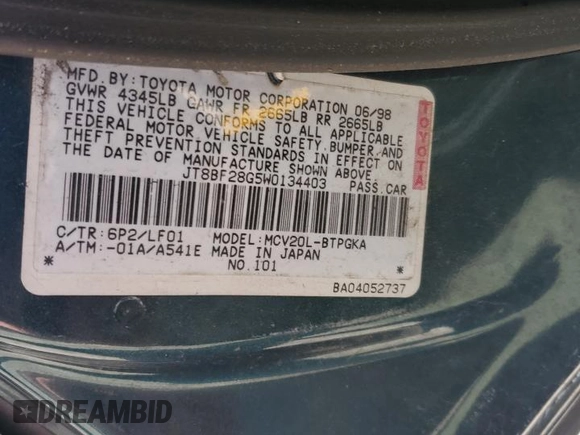 MFD. BY: TOYOTA MOTOR CORPORATION 06/98
GVWR 4345LB GAWR FR 2665LB RR 2665LB
THIS VEHICLE CONFORMS TO ALL APPLICABLE
FEDERAL MOTOR VEHICLE SAFETY, BUMPER, AND
THEFT PREVENTION STANDARDS IN EFFECT ON
THE DATE OF MANUFACTURE SHOWN ABOVE.
JT8BF28G5W0134403 PASS.CAR
TOYOTA
C/TR: 6P2/LF01 MODEL: MCV20L-BTPGKA
A/TM: -01A/A541E MADE IN JAPAN
* NO.101 *
BA04052737
DREAMBID